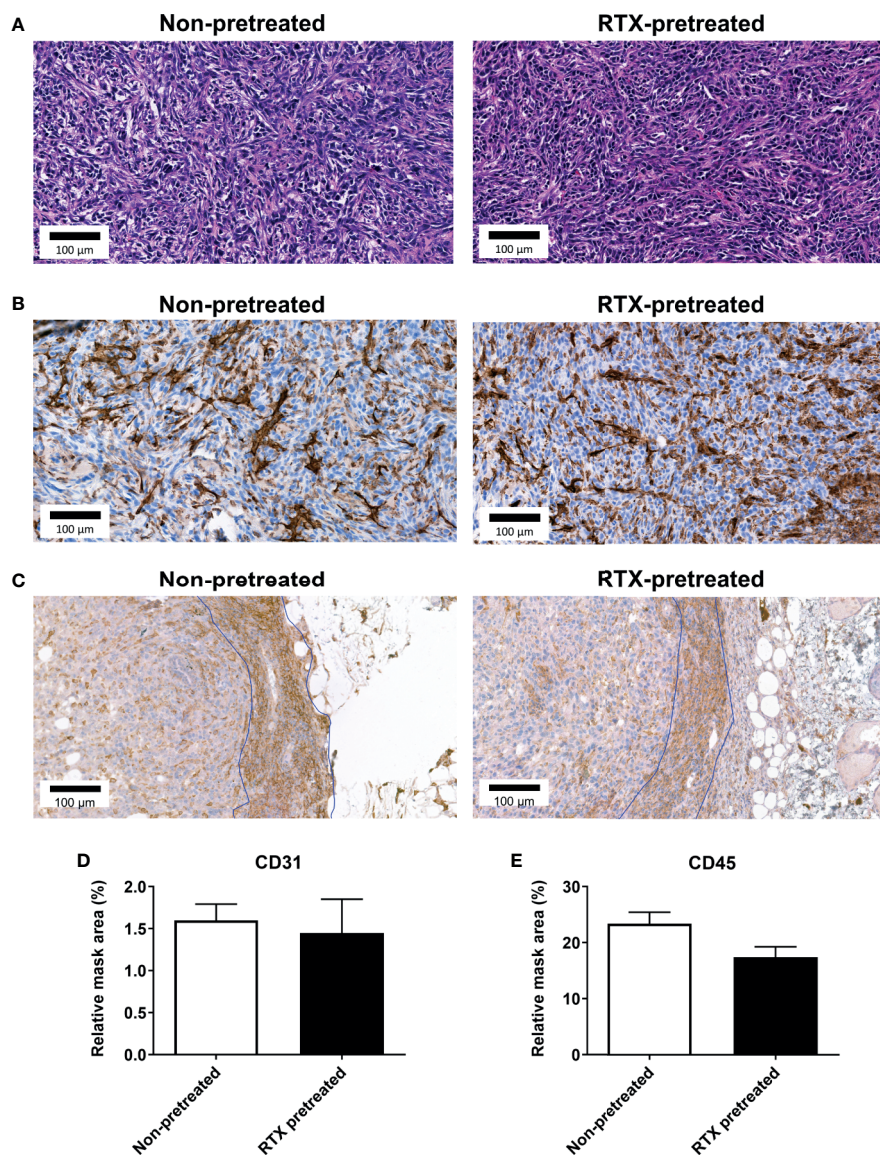 A
Non-pretreated
RTX-pretreated
100 µm
100 µm
B
Non-pretreated
RTX-pretreated
100 µm
100 µm
C
Non-pretreated
RTX-pretreated
100 µm
100 µm
D
CD31
Relative mask area (%)
2.0
1.5
1.0
0.5
0.0
Non-pretreated
RTX pretreated
E
CD45
Relative mask area (%)
30
20
10
0
Non-pretreated
RTX pretreated